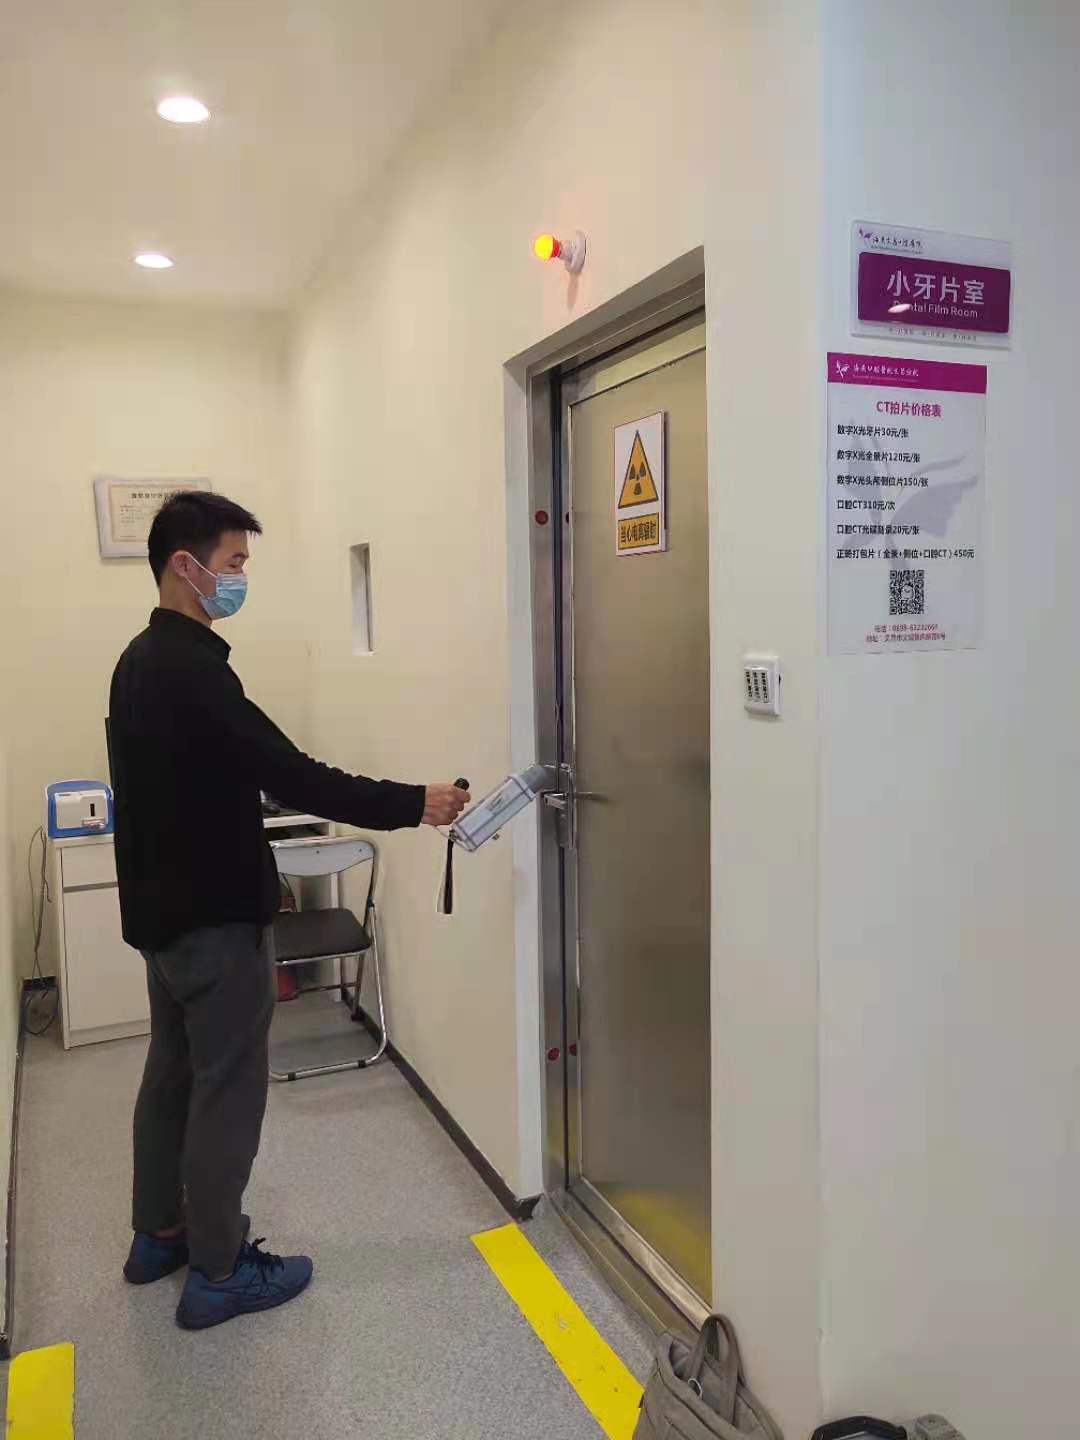 小牙片室
Dental Film Room
CT拍片价格表
数字X光牙片30元/张
数字X光全景片120元/张
数字X光头颅侧位片150/张
口腔CT310元/次
口腔CT光碟刻录20元/张
正畸打包片（全景+侧位+口腔CT）450元
当心电离辐射